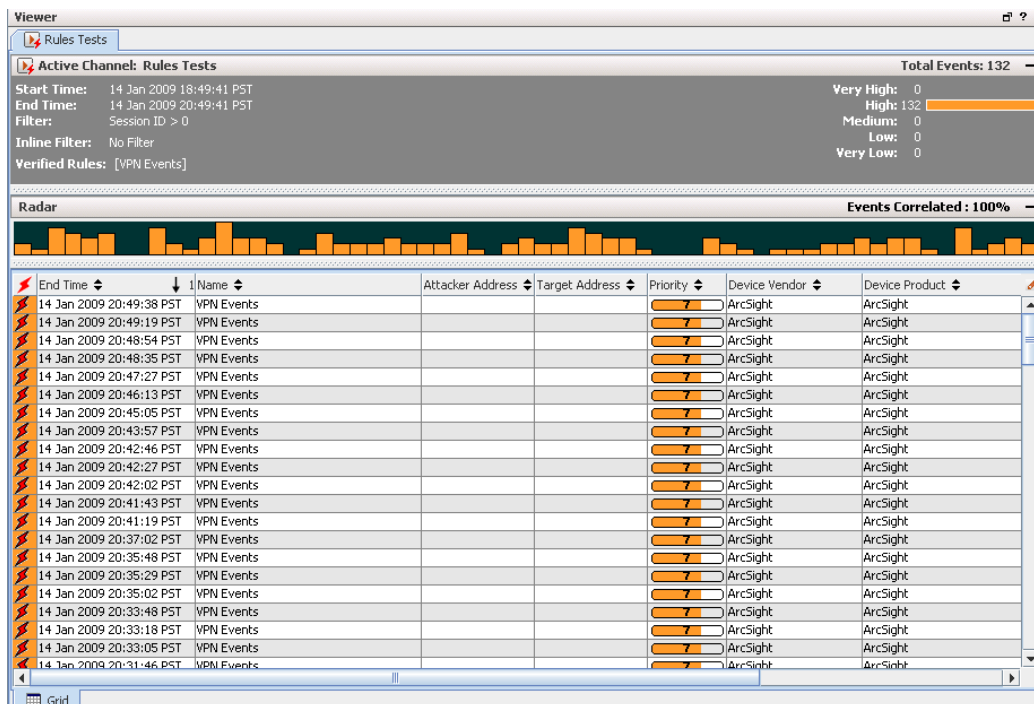 Viewer ?
Rules Tests
Active Channel: Rules Tests Total Events: 132
Start Time: 14 Jan 2009 18:49:41 PST Very High: 0
End Time: 14 Jan 2009 20:49:41 PST High: 132
Filter: Session ID > 0 Medium: 0
Inline Filter: No Filter Low: 0
Verified Rules: [VPN Events] Very Low: 0
Radar Events Correlated : 100%
End Time 1 Name Attacker Address Target Address Priority Device Vendor Device Product
14 Jan 2009 20:49:38 PST VPN Events 7 ArcSight ArcSight
14 Jan 2009 20:49:19 PST VPN Events 7 ArcSight ArcSight
14 Jan 2009 20:48:54 PST VPN Events 7 ArcSight ArcSight
14 Jan 2009 20:48:35 PST VPN Events 7 ArcSight ArcSight
14 Jan 2009 20:47:27 PST VPN Events 7 ArcSight ArcSight
14 Jan 2009 20:46:13 PST VPN Events 7 ArcSight ArcSight
14 Jan 2009 20:45:05 PST VPN Events 7 ArcSight ArcSight
14 Jan 2009 20:43:57 PST VPN Events 7 ArcSight ArcSight
14 Jan 2009 20:42:46 PST VPN Events 7 ArcSight ArcSight
14 Jan 2009 20:42:27 PST VPN Events 7 ArcSight ArcSight
14 Jan 2009 20:42:02 PST VPN Events 7 ArcSight ArcSight
14 Jan 2009 20:41:43 PST VPN Events 7 ArcSight ArcSight
14 Jan 2009 20:41:19 PST VPN Events 7 ArcSight ArcSight
14 Jan 2009 20:37:02 PST VPN Events 7 ArcSight ArcSight
14 Jan 2009 20:35:48 PST VPN Events 7 ArcSight ArcSight
14 Jan 2009 20:35:29 PST VPN Events 7 ArcSight ArcSight
14 Jan 2009 20:35:02 PST VPN Events 7 ArcSight ArcSight
14 Jan 2009 20:33:48 PST VPN Events 7 ArcSight ArcSight
14 Jan 2009 20:33:18 PST VPN Events 7 ArcSight ArcSight
14 Jan 2009 20:33:05 PST VPN Events 7 ArcSight ArcSight
14 Jan 2009 20:31:46 PST VPN Events 7 ArcSight ArcSight
Grid